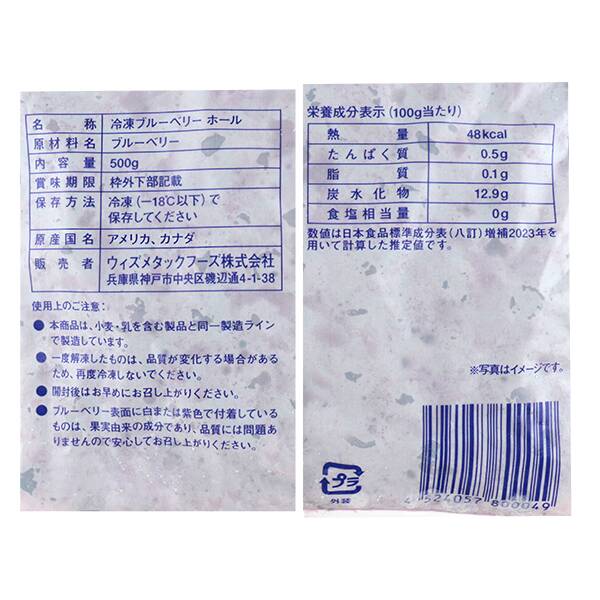 名称 冷凍ブルーベリー ホール
原材料名 ブルーベリー
内容量 500g
賞味期限 枠外下部記載
保存方法 冷凍(−18℃以下)で
保存してください
原産国名 アメリカ、カナダ
販売者 ウィズメタックフーズ株式会社
兵庫県神戸市中央区磯辺通4-1-38
使用上のご注意:
● 本商品は、小麦・乳を含む製品と同一製造ライン
で製造しています。
● 一度解凍したものは、品質が変化する場合がある
ため、再度冷凍しないでください。
● 開封後はお早めにお召し上がりください。
● ブルーベリー表面に白または紫色で付着している
ものは、果実由来の成分であり、品質には問題あ
りませんので安心してお召し上がりください。
栄養成分表示(100g当たり)
熱量 48kcal
たんぱく質 0.5g
脂質 0.1g
炭水化物 12.9g
食塩相当量 0g
数値は日本食品標準成分表(八訂)増補2023年を
用いて計算した推定値です。
※写真はイメージです。
プラ
外装
4 524057 800049